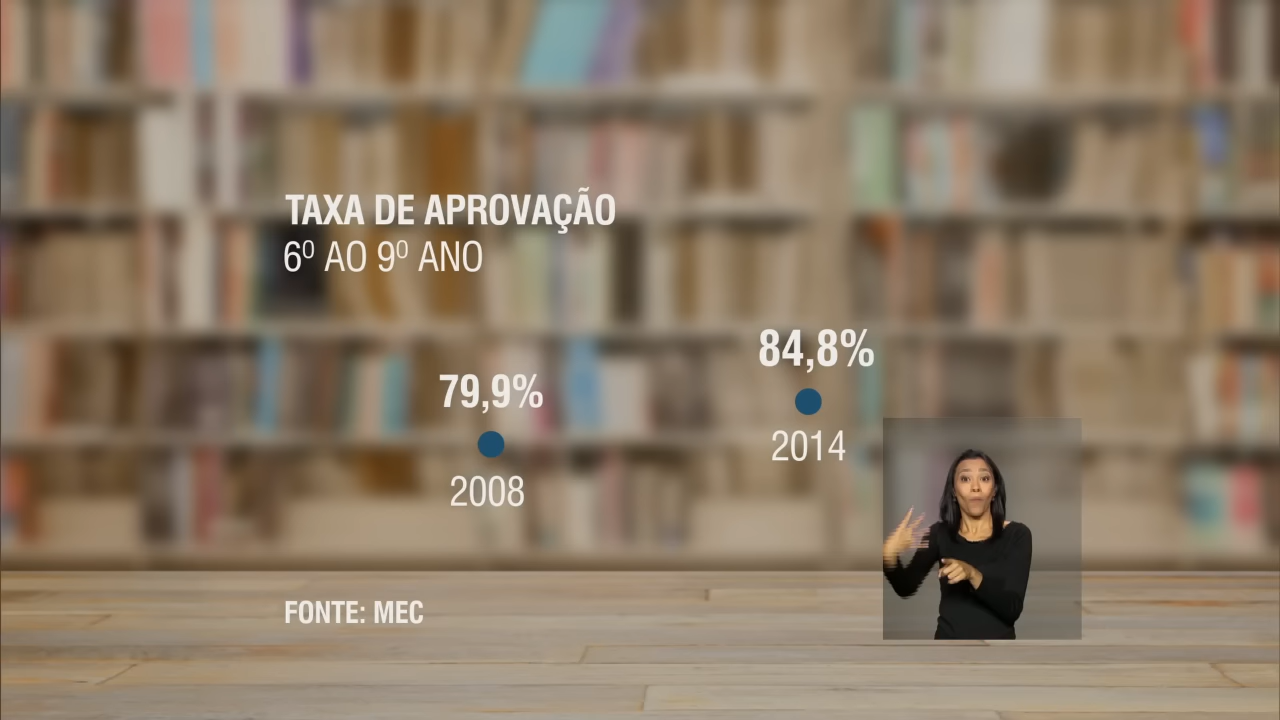 TAXA DE APROVAÇÃO
6º AO 9º ANO
84,8%
79,9%
2014
2008
FONTE: MEC